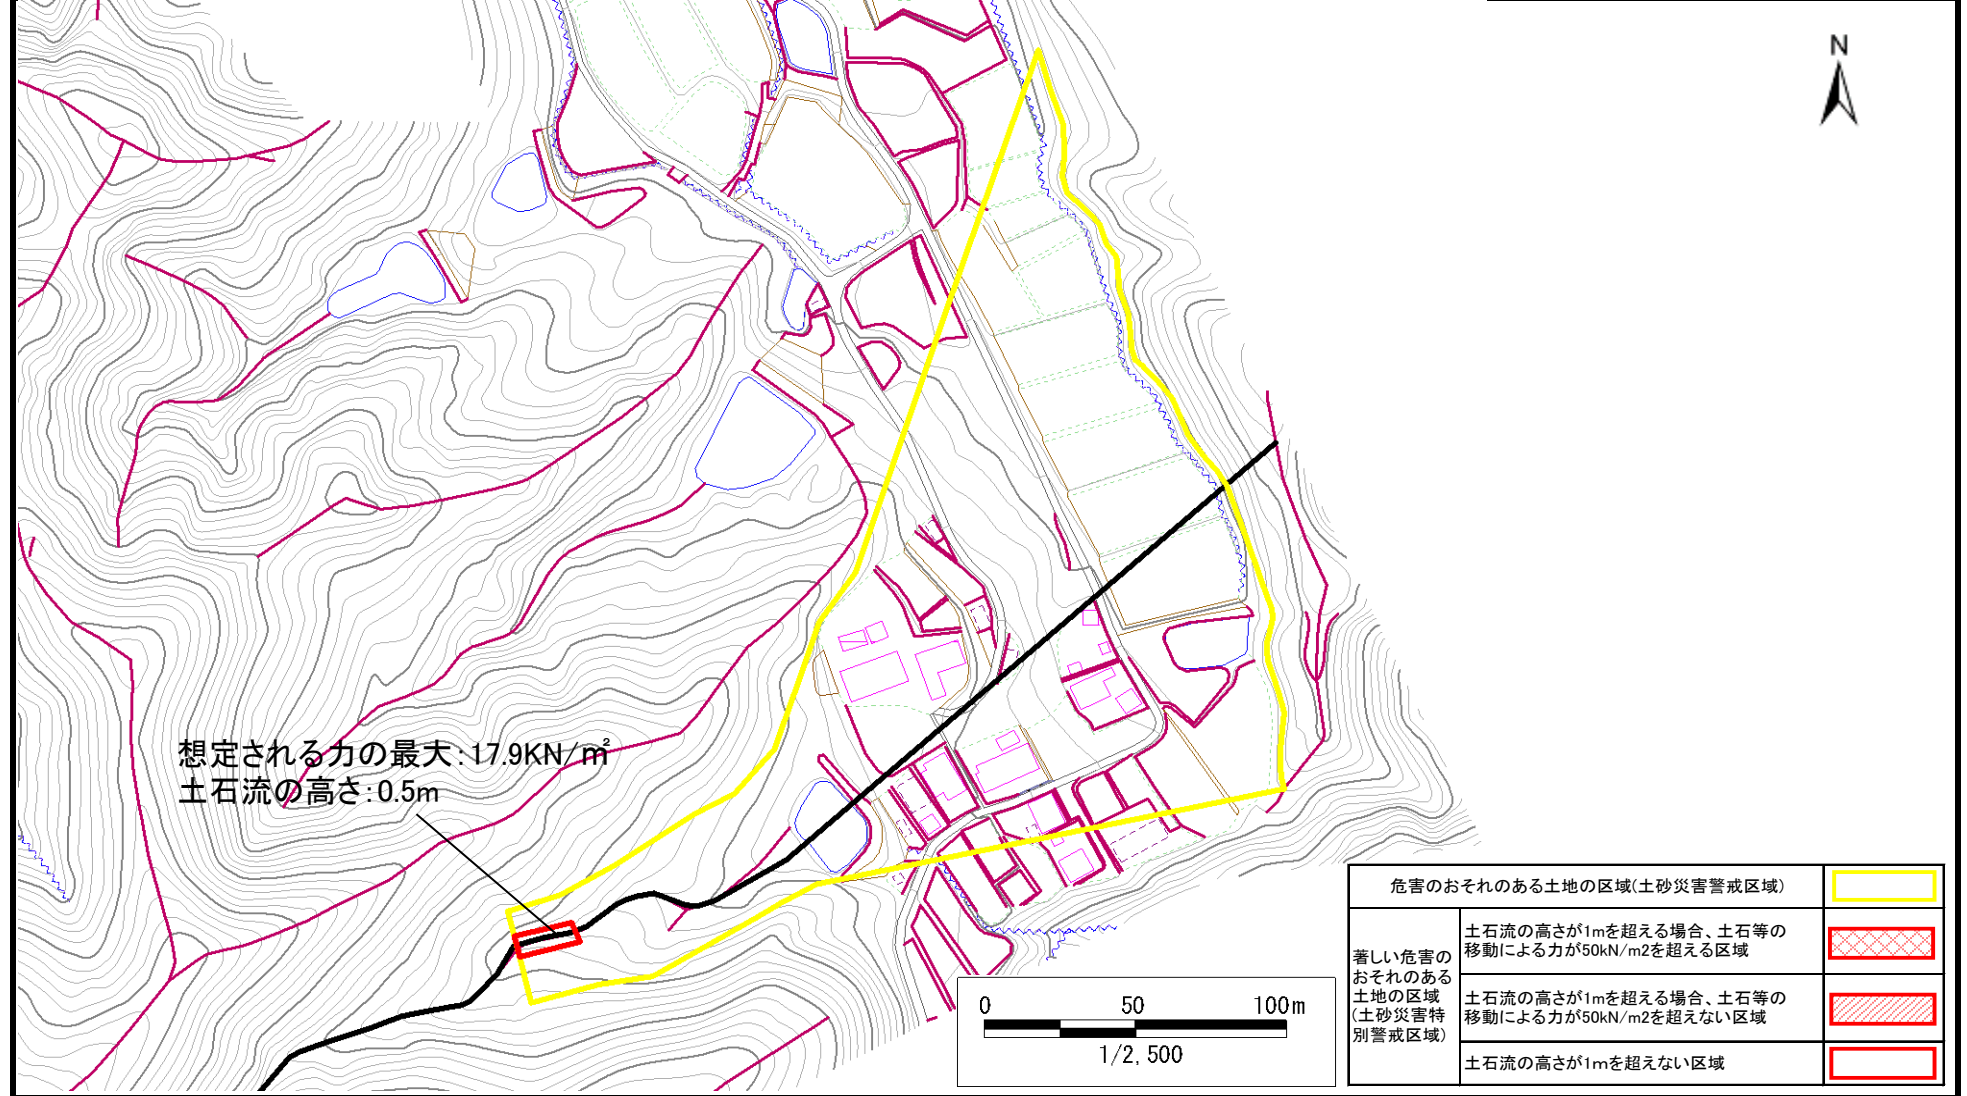 N
想定される力の最大:17.9KN/㎡
土石流の高さ:0.5m
危害のおそれのある土地の区域(土砂災害警戒区域)
著しい危害の
おそれのある
土地の区域
(土砂災害特
別警戒区域)
土石流の高さが1mを超える場合、土石等の
移動による力が50kN/m2を超える区域
土石流の高さが1mを超える場合、土石等の
移動による力が50kN/m2を超えない区域
土石流の高さが1mを超えない区域
0 50 100m
1/2,500